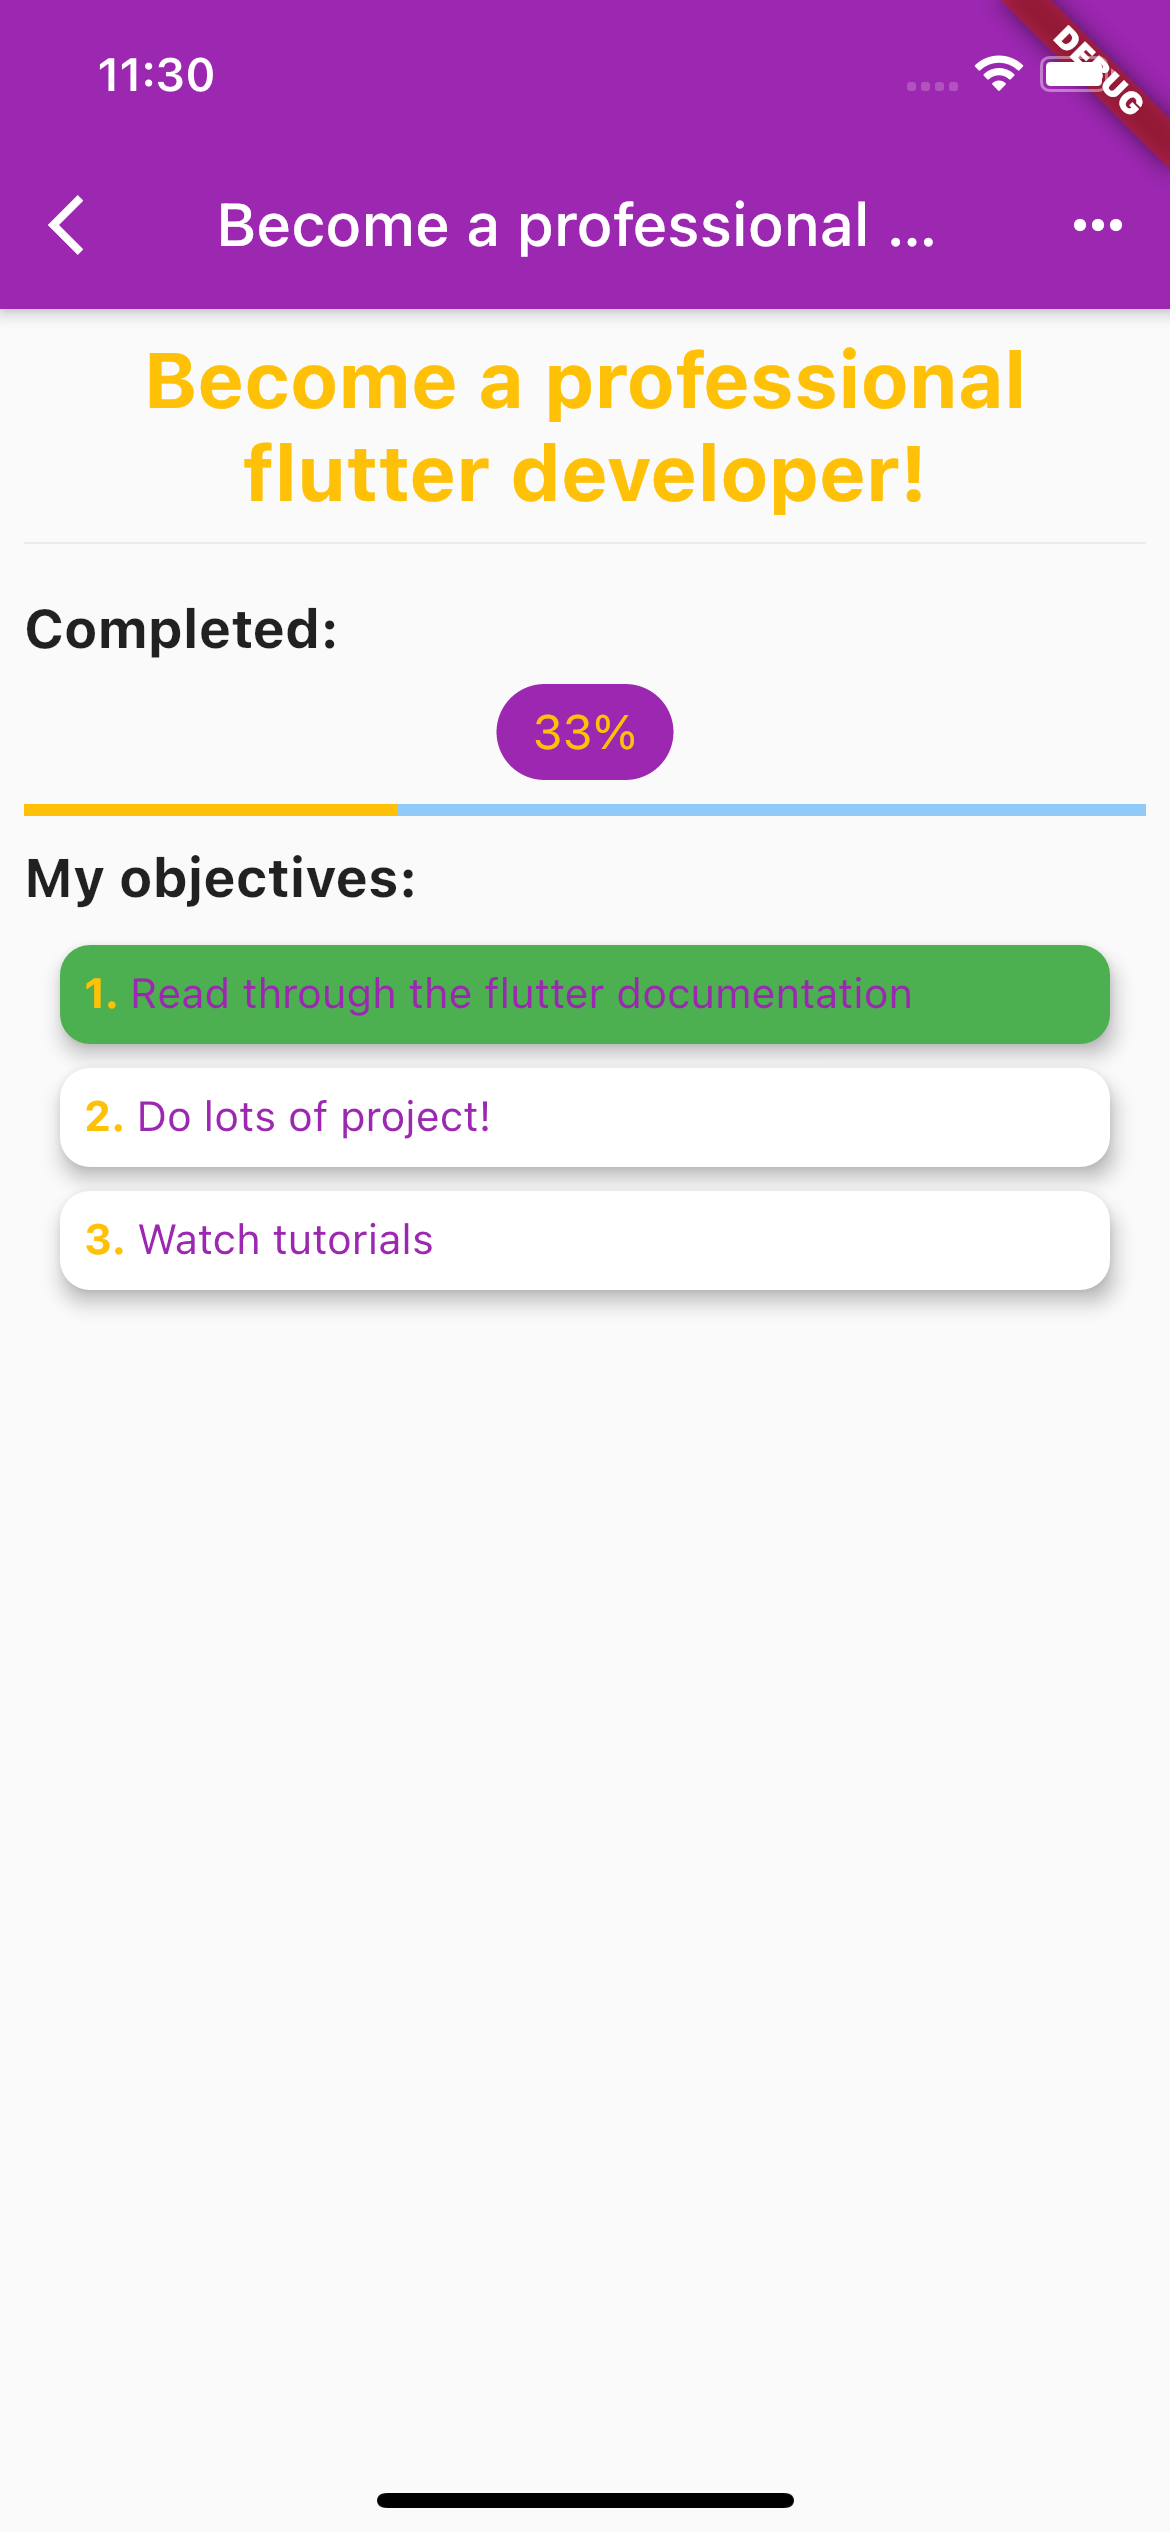 11:30
DEBUG
Become a professional ...
Become a professional
flutter developer!
Completed:
33%
My objectives:
1. Read through the flutter documentation
2. Do lots of project!
3. Watch tutorials